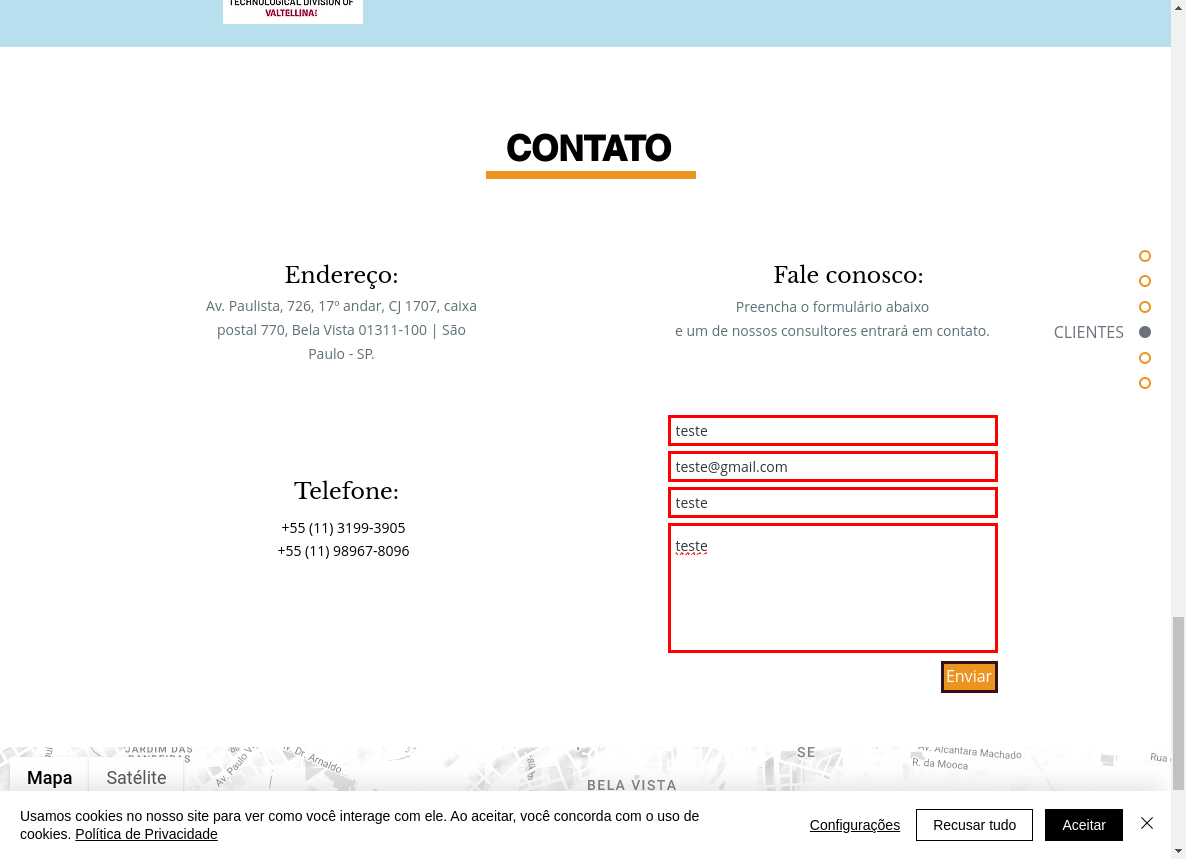 TECHNOLOGICAL DIVISION OF
VALTELLINA
CONTATO
Endereço:
Av. Paulista, 726, 17º andar, CJ 1707, caixa
postal 770, Bela Vista 01311-100 | São
Paulo - SP.
Fale conosco:
Preencha o formulário abaixo
e um de nossos consultores entrará em contato.
CLIENTES
teste
teste@gmail.com
teste
teste
Enviar
Telefone:
+55 (11) 3199-3905
+55 (11) 98967-8096
JARDIM DAS
BANDEIRAS
Av. Paulo V
Av. Dr. Arnaldo
SE
Av. Alcantara Machado
R. da Mooca
Rua
BELA VISTA
Mapa
Satélite
Usamos cookies no nosso site para ver como você interage com ele. Ao aceitar, você concorda com o uso de
cookies. Política de Privacidade
Configurações
Recusar tudo
Aceitar